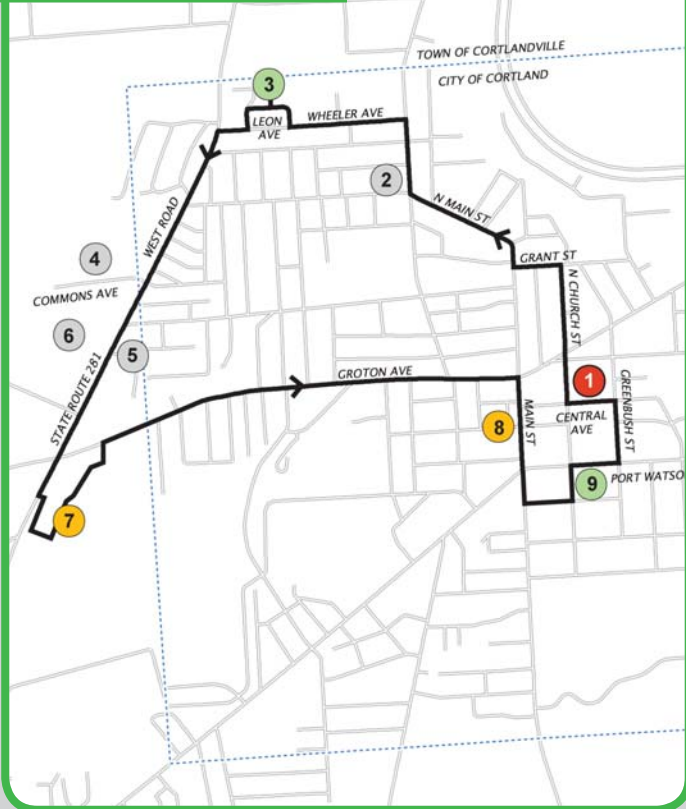 TOWN OF CORTLANDVILLE
CITY OF CORTLAND
3
LEON
AVE
WHEELER AVE
2
N MAIN ST
WEST ROAD
4
GRANT ST
COMMONS AVE
N CHURCH ST
6
5
STATE ROUTE 281
GROTON AVE
1
GREENBUSH ST
MAIN ST
CENTRAL
AVE
8
9
PORT WATSO
7